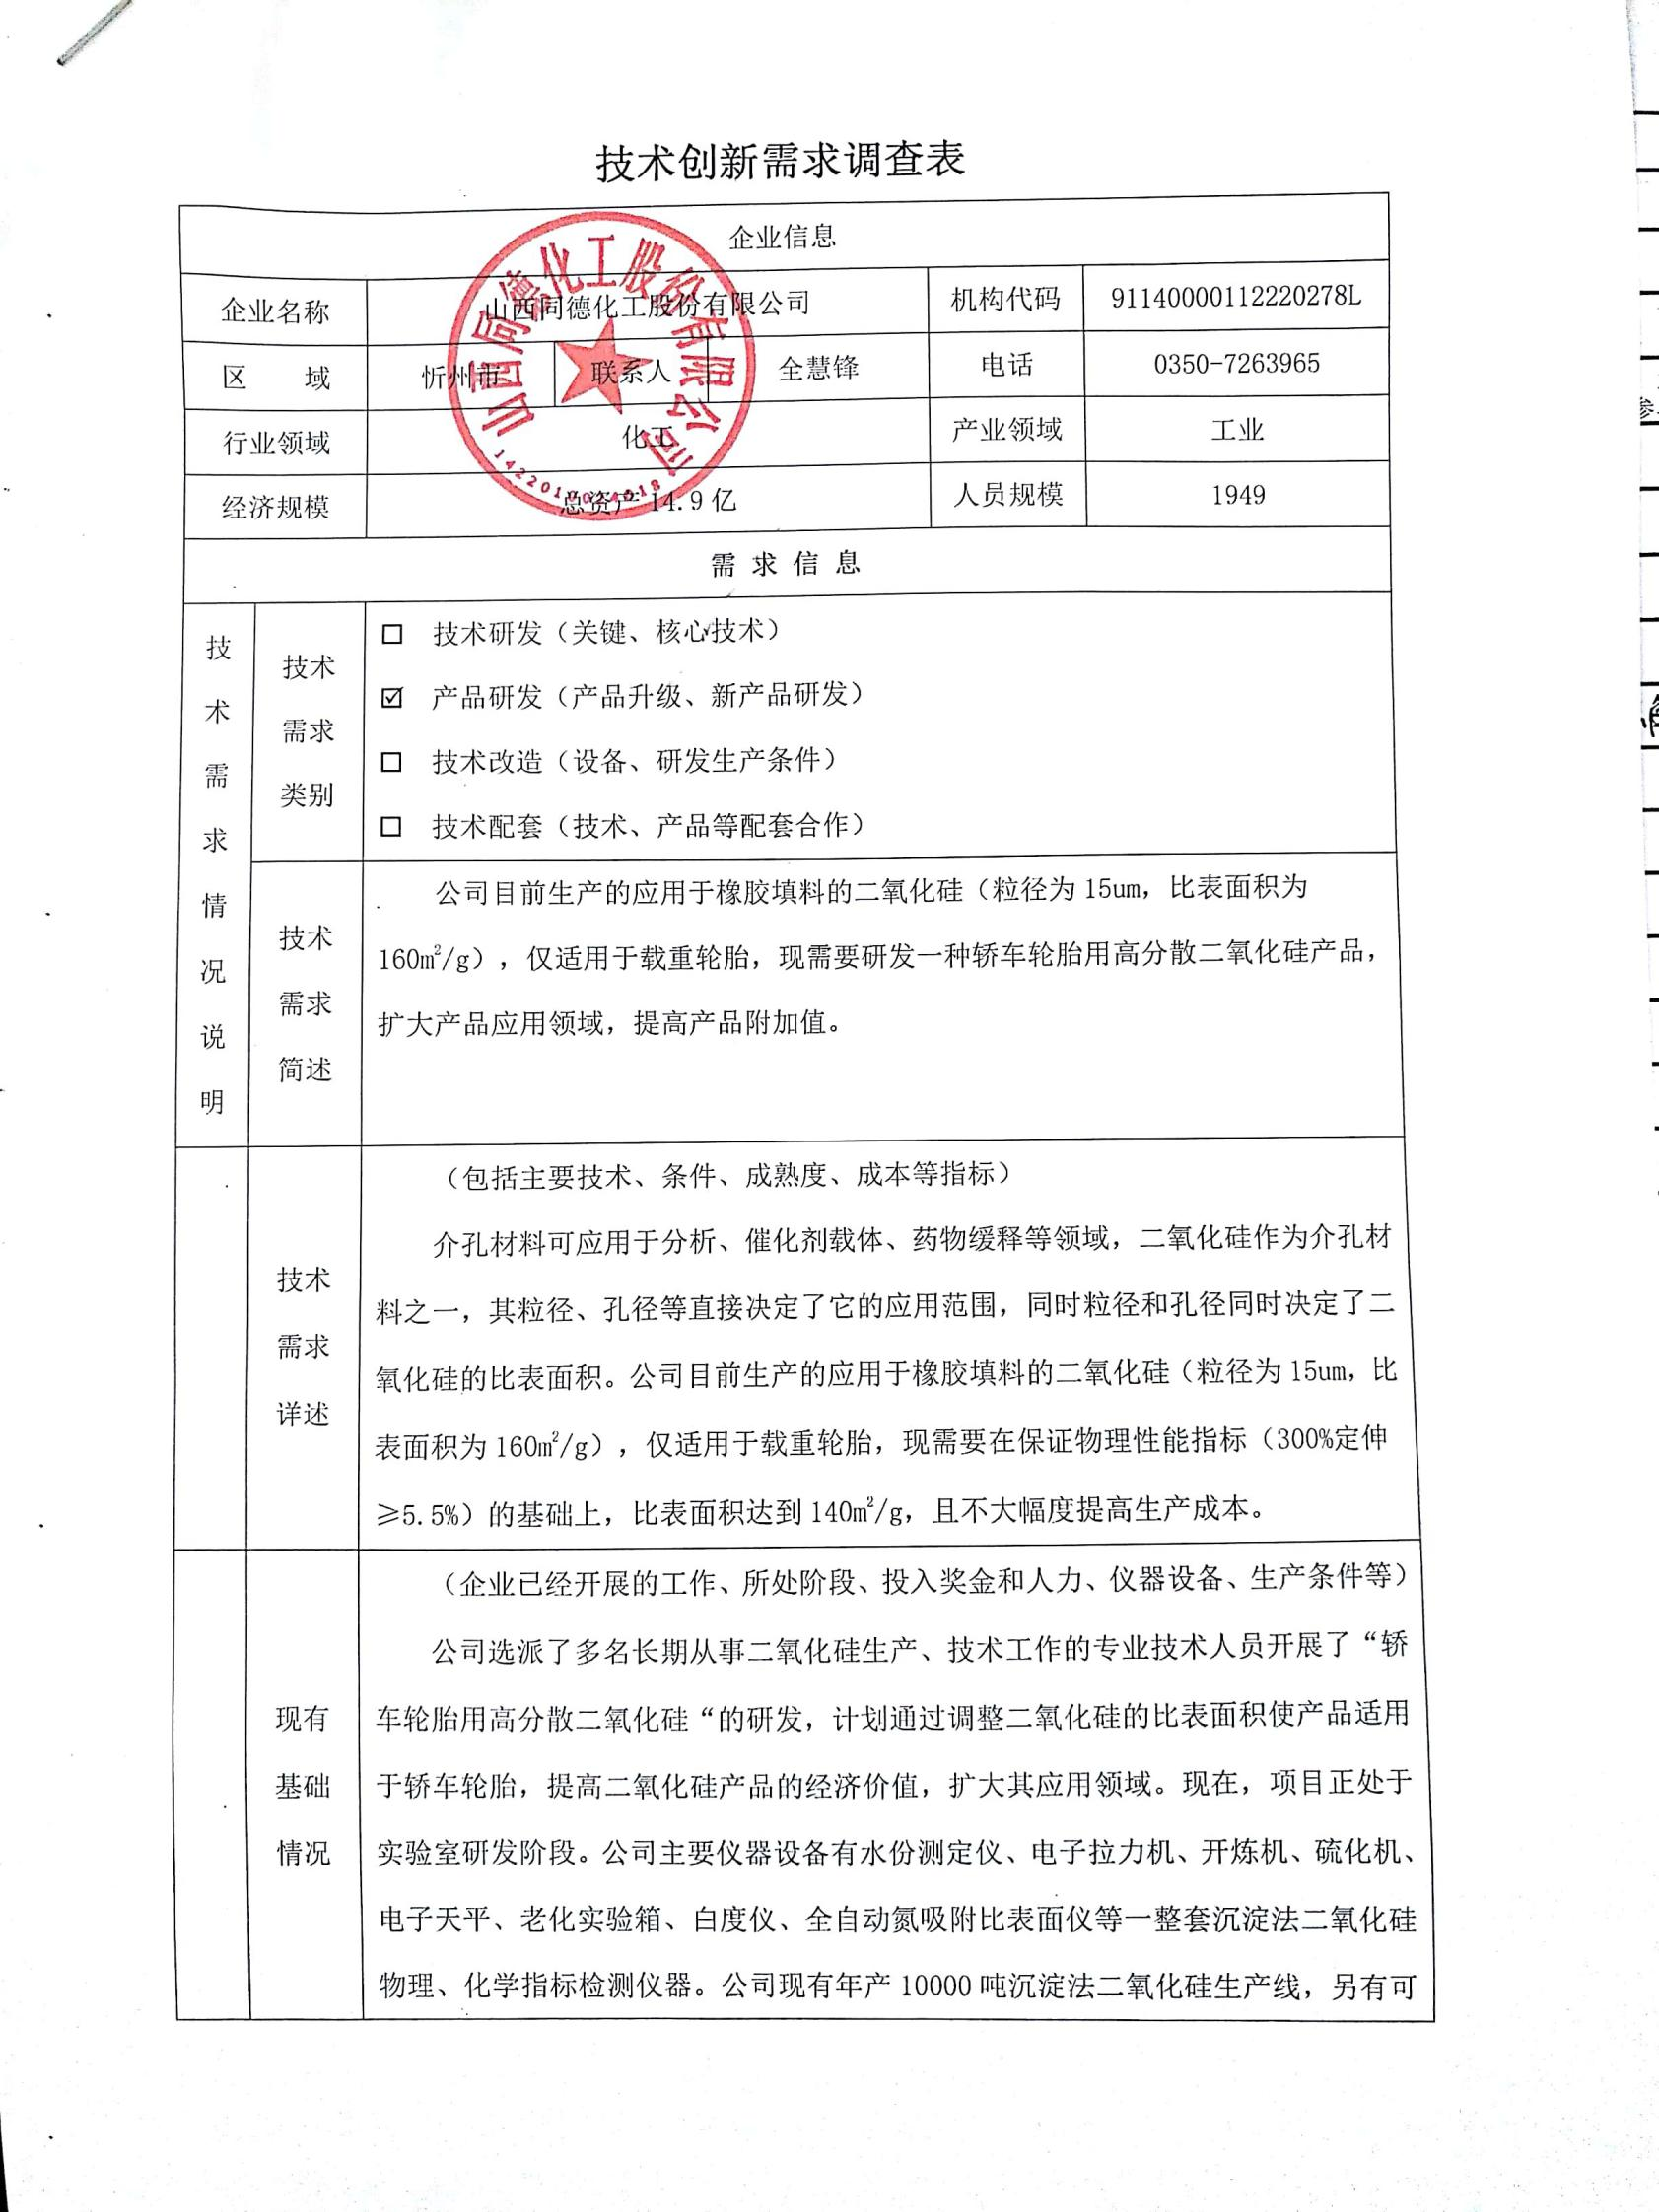 技术创新需求调查表
企业信息
企业名称 山西同德化工股份有限公司 机构代码 91140000112220278L
区 域 忻州市 联系人 全慧锋 电话 0350-7263965
行业领域 化工 产业领域 工业
经济规模 总资产 14.9亿 人员规模 1949
山西同德化工股份有限公司
需求信息
技术需求情况说明
技术需求类别
☐ 技术研发（关键、核心技术）
☑ 产品研发（产品升级、新产品研发）
☐ 技术改造（设备、研发生产条件）
☐ 技术配套（技术、产品等配套合作）
技术需求简述
公司目前生产的应用于橡胶填料的二氧化硅（粒径为15um，比表面积为
160m²/g），仅适用于载重轮胎，现需要研发一种轿车轮胎用高分散二氧化硅产品，
扩大产品应用领域，提高产品附加值。
技术需求详述
（包括主要技术、条件、成熟度、成本等指标）
介孔材料可应用于分析、催化剂载体、药物缓释等领域，二氧化硅作为介孔材
料之一，其粒径、孔径等直接决定了它的应用范围，同时粒径和孔径同时决定了二
氧化硅的比表面积。公司目前生产的应用于橡胶填料的二氧化硅（粒径为15um，比
表面积为160m²/g），仅适用于载重轮胎，现需要在保证物理性能指标（300%定伸
≥5.5%）的基础上，比表面积达到140m²/g，且不大幅度提高生产成本。
现有基础情况
（企业已经开展的工作、所处阶段、投入奖金和人力、仪器设备、生产条件等）
公司选派了多名长期从事二氧化硅生产、技术工作的专业技术人员开展了“轿
车轮胎用高分散二氧化硅“的研发，计划通过调整二氧化硅的比表面积使产品适用
于轿车轮胎，提高二氧化硅产品的经济价值，扩大其应用领域。现在，项目正处于
实验室研发阶段。公司主要仪器设备有水份测定仪、电子拉力机、开炼机、硫化机、
电子天平、老化实验箱、白度仪、全自动氮吸附比表面仪等一整套沉淀法二氧化硅
物理、化学指标检测仪器。公司现有年产10000吨沉淀法二氧化硅生产线，另有可